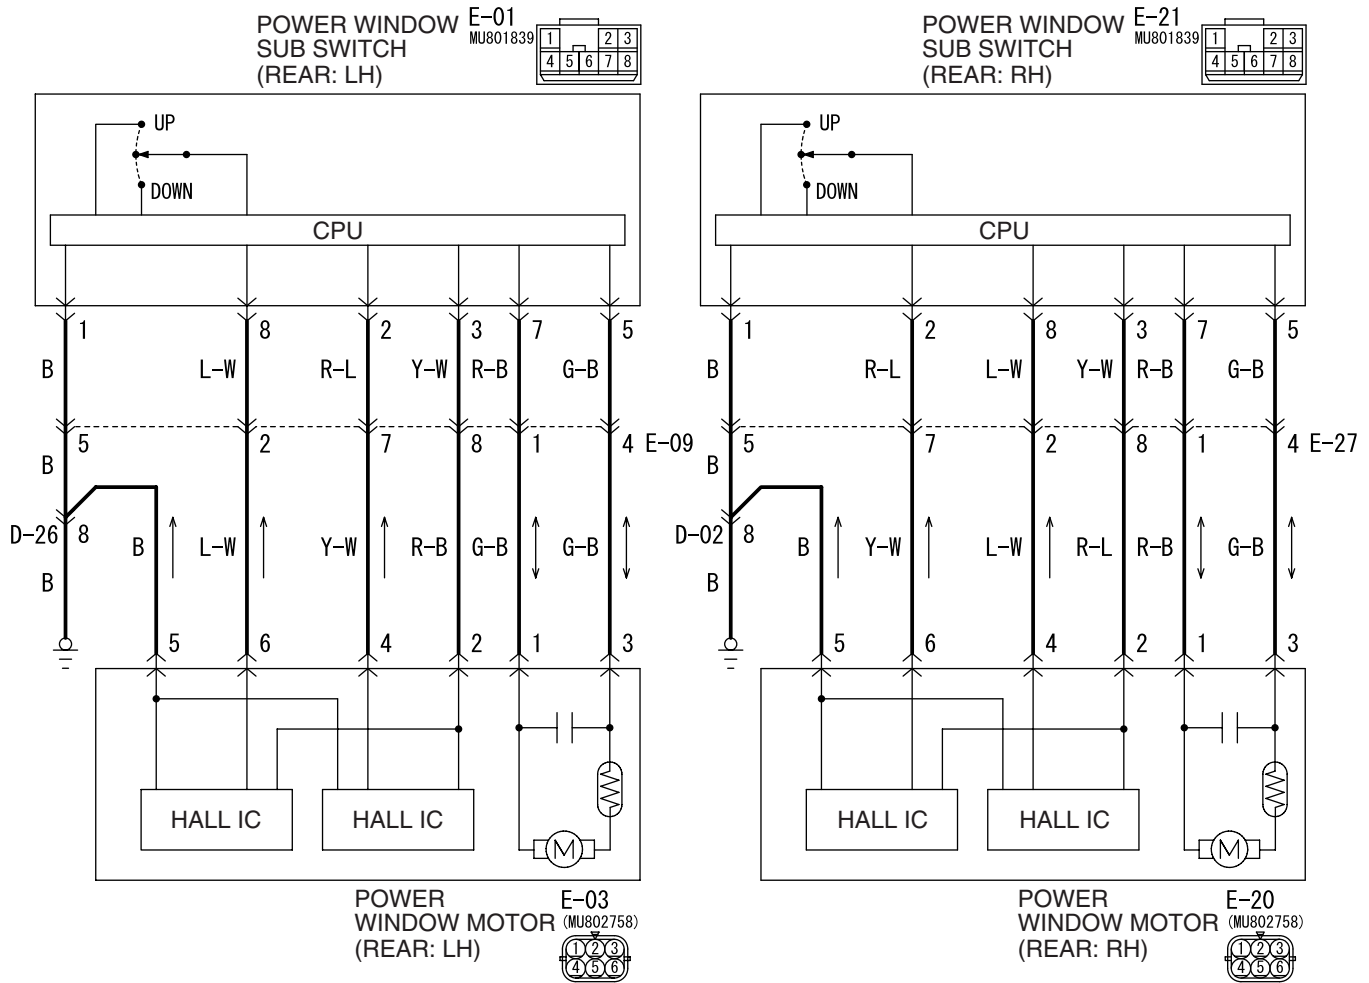 POWER WINDOW E-01
SUB SWITCH MU801839
(REAR: LH)
1 2 3
4 5 6 7 8
POWER WINDOW E-21
SUB SWITCH MU801839
(REAR: RH)
1 2 3
4 5 6 7 8
UP
DOWN
CPU
UP
DOWN
CPU
1 8 2 3 7 5
B L-W R-L Y-W R-B G-B
5 2 7 8 1 4 E-09
B
D-26 8
B L-W Y-W R-B G-B G-B
B
5 6 4 2 1 3
HALL IC HALL IC M
POWER E-03
WINDOW MOTOR (MU802758)
(REAR: LH)
1 2 3
4 5 6
1 2 8 3 7 5
B R-L L-W Y-W R-B G-B
5 7 2 8 1 4 E-27
B
D-02 8
B Y-W L-W R-L R-B G-B
B
5 6 4 2 1 3
HALL IC HALL IC M
POWER E-20
WINDOW MOTOR (MU802758)
(REAR: RH)
1 2 3
4 5 6